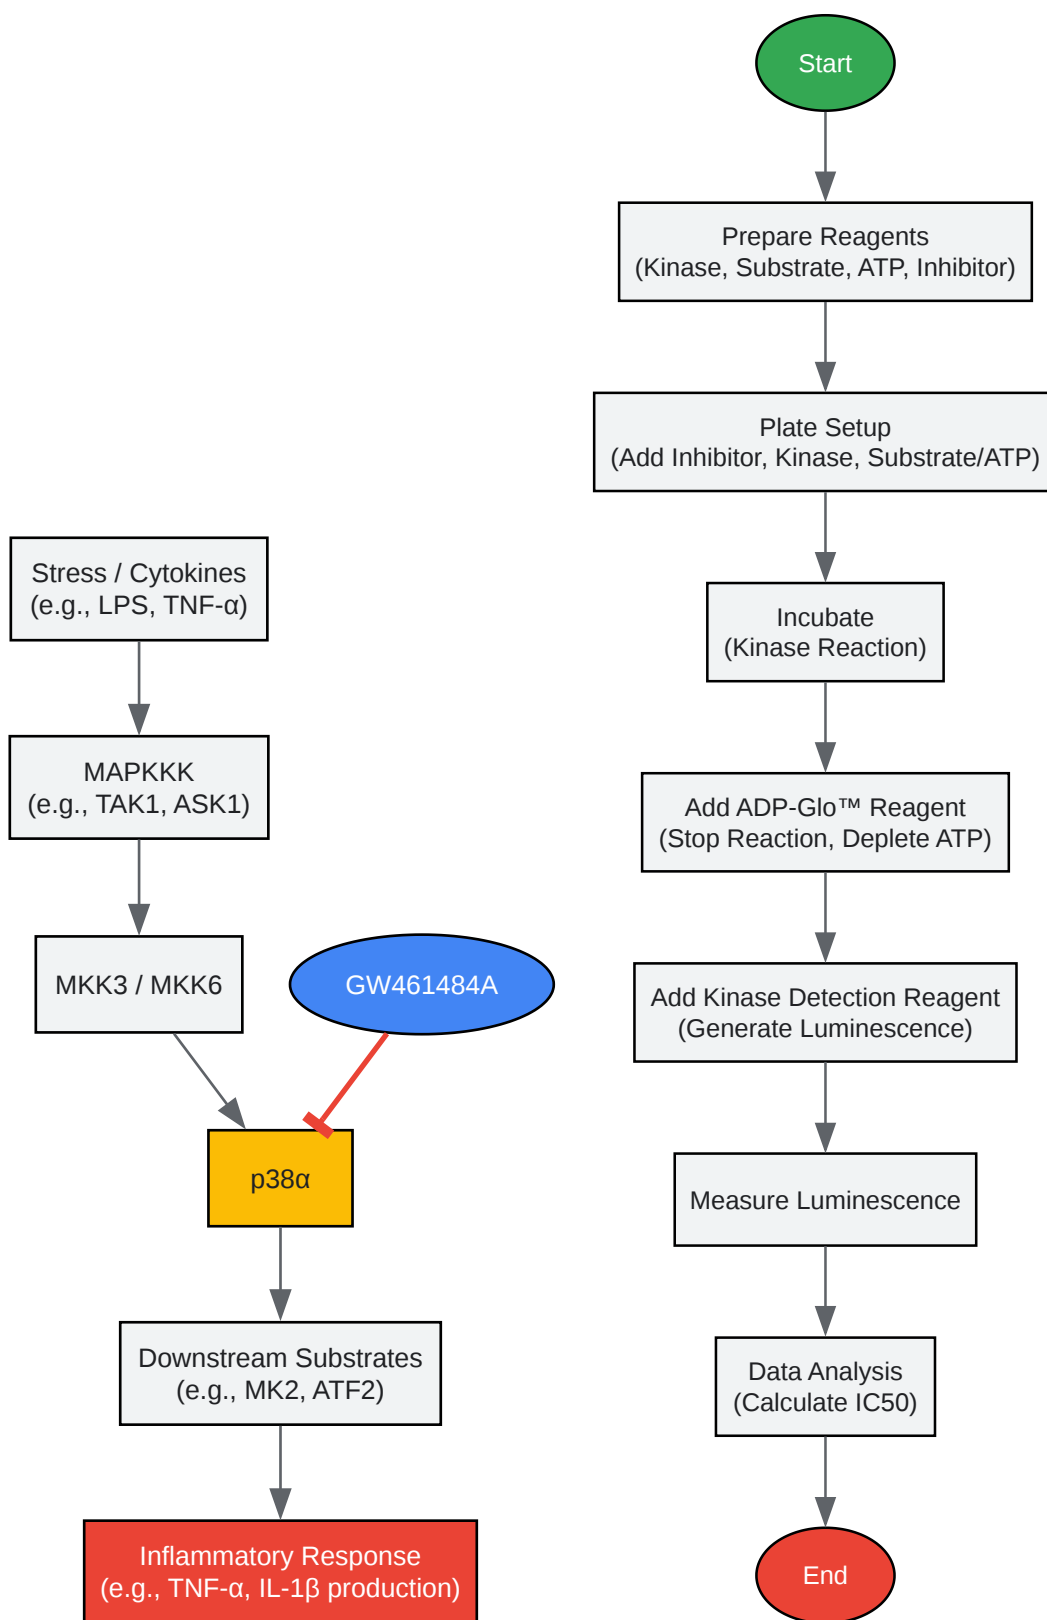 Stress / Cytokines
(e.g., LPS, TNF-α)
MAPKKK
(e.g., TAK1, ASK1)
MKK3 / MKK6
GW461484A
p38α
Downstream Substrates
(e.g., MK2, ATF2)
Inflammatory Response
(e.g., TNF-α, IL-1β production)
Start
Prepare Reagents
(Kinase, Substrate, ATP, Inhibitor)
Plate Setup
(Add Inhibitor, Kinase, Substrate/ATP)
Incubate
(Kinase Reaction)
Add ADP-Glo™ Reagent
(Stop Reaction, Deplete ATP)
Add Kinase Detection Reagent
(Generate Luminescence)
Measure Luminescence
Data Analysis
(Calculate IC50)
End